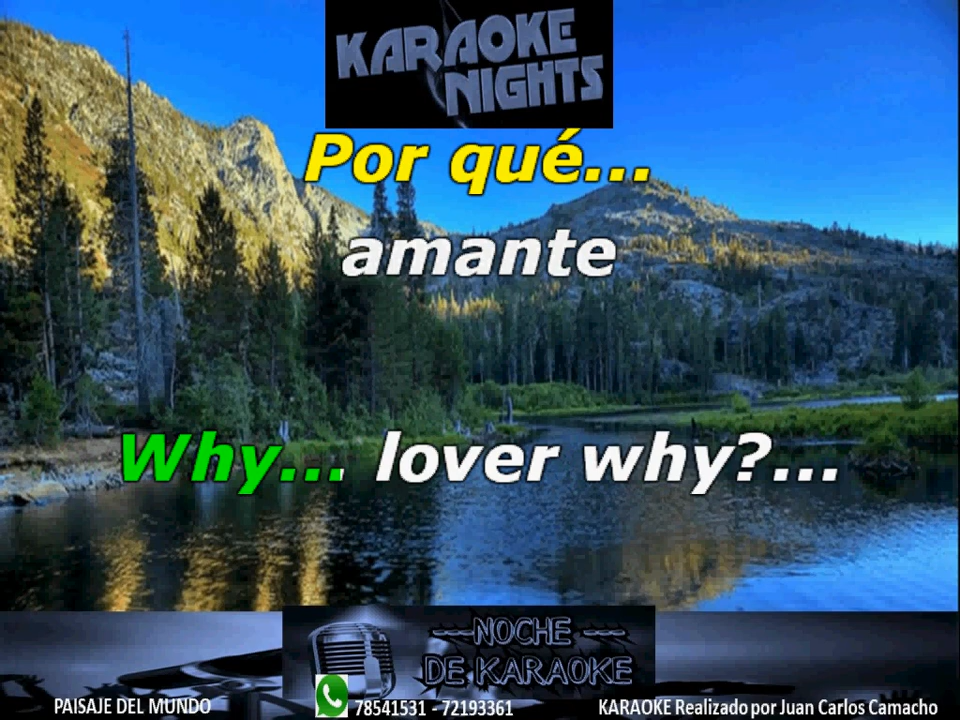 KARAOKE
NIGHTS
Por qué...
amante
Why... lover why?...
NOCHE
DE KARAOKE
PAISAJE DEL MUNDO
78541531 - 72193361
KARAOKE Realizado por Juan Carlos Camacho